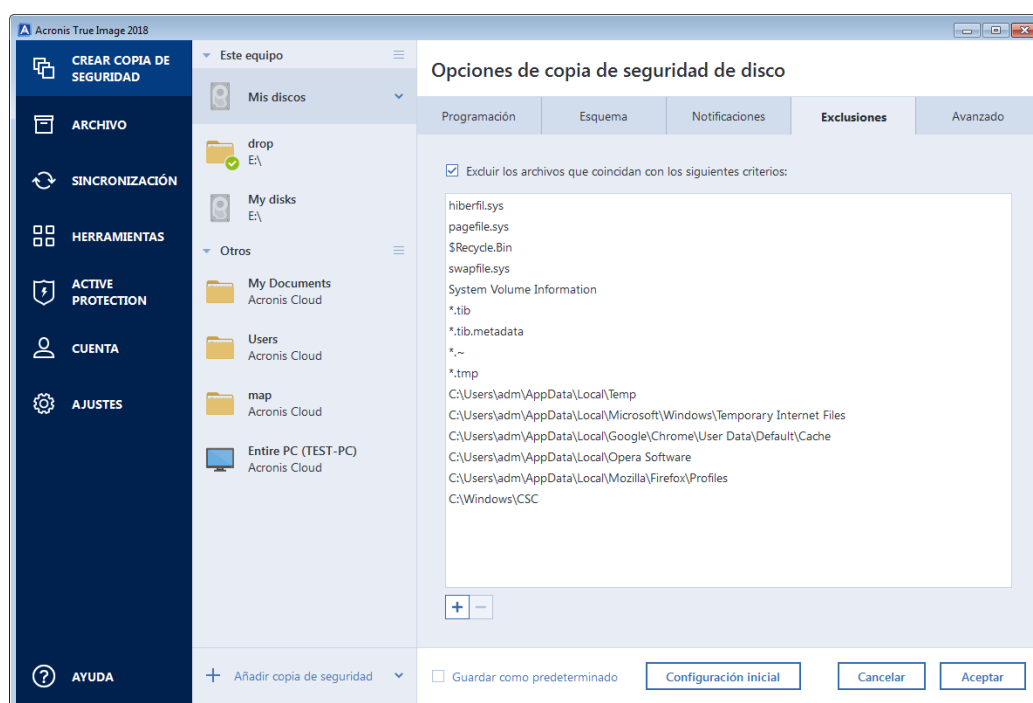 Acronis True Image 2018
CREAR COPIA DE
SEGURIDAD
ARCHIVO
SINCRONIZACIÓN
HERRAMIENTAS
ACTIVE
PROTECTION
CUENTA
AJUSTES
AYUDA
Este equipo
Mis discos
drop
E:\
My disks
E:\
Otros
My Documents
Acronis Cloud
Users
Acronis Cloud
map
Acronis Cloud
Entire PC (TEST-PC)
Acronis Cloud
+ Añadir copia de seguridad
Opciones de copia de seguridad de disco
Programación Esquema Notificaciones Exclusiones Avanzado
Excluir los archivos que coincidan con los siguientes criterios:
hiberfil.sys
pagefile.sys
$Recycle.Bin
swapfile.sys
System Volume Information
*.tib
*.tib.metadata
*.~
*.tmp
C:\Users\adm\AppData\Local\Temp
C:\Users\adm\AppData\Local\Microsoft\Windows\Temporary Internet Files
C:\Users\adm\AppData\Local\Google\Chrome\User Data\Default\Cache
C:\Users\adm\AppData\Local\Opera Software
C:\Users\adm\AppData\Local\Mozilla\Firefox\Profiles
C:\Windows\CSC
+ −
Guardar como predeterminado Configuración inicial Cancelar Aceptar